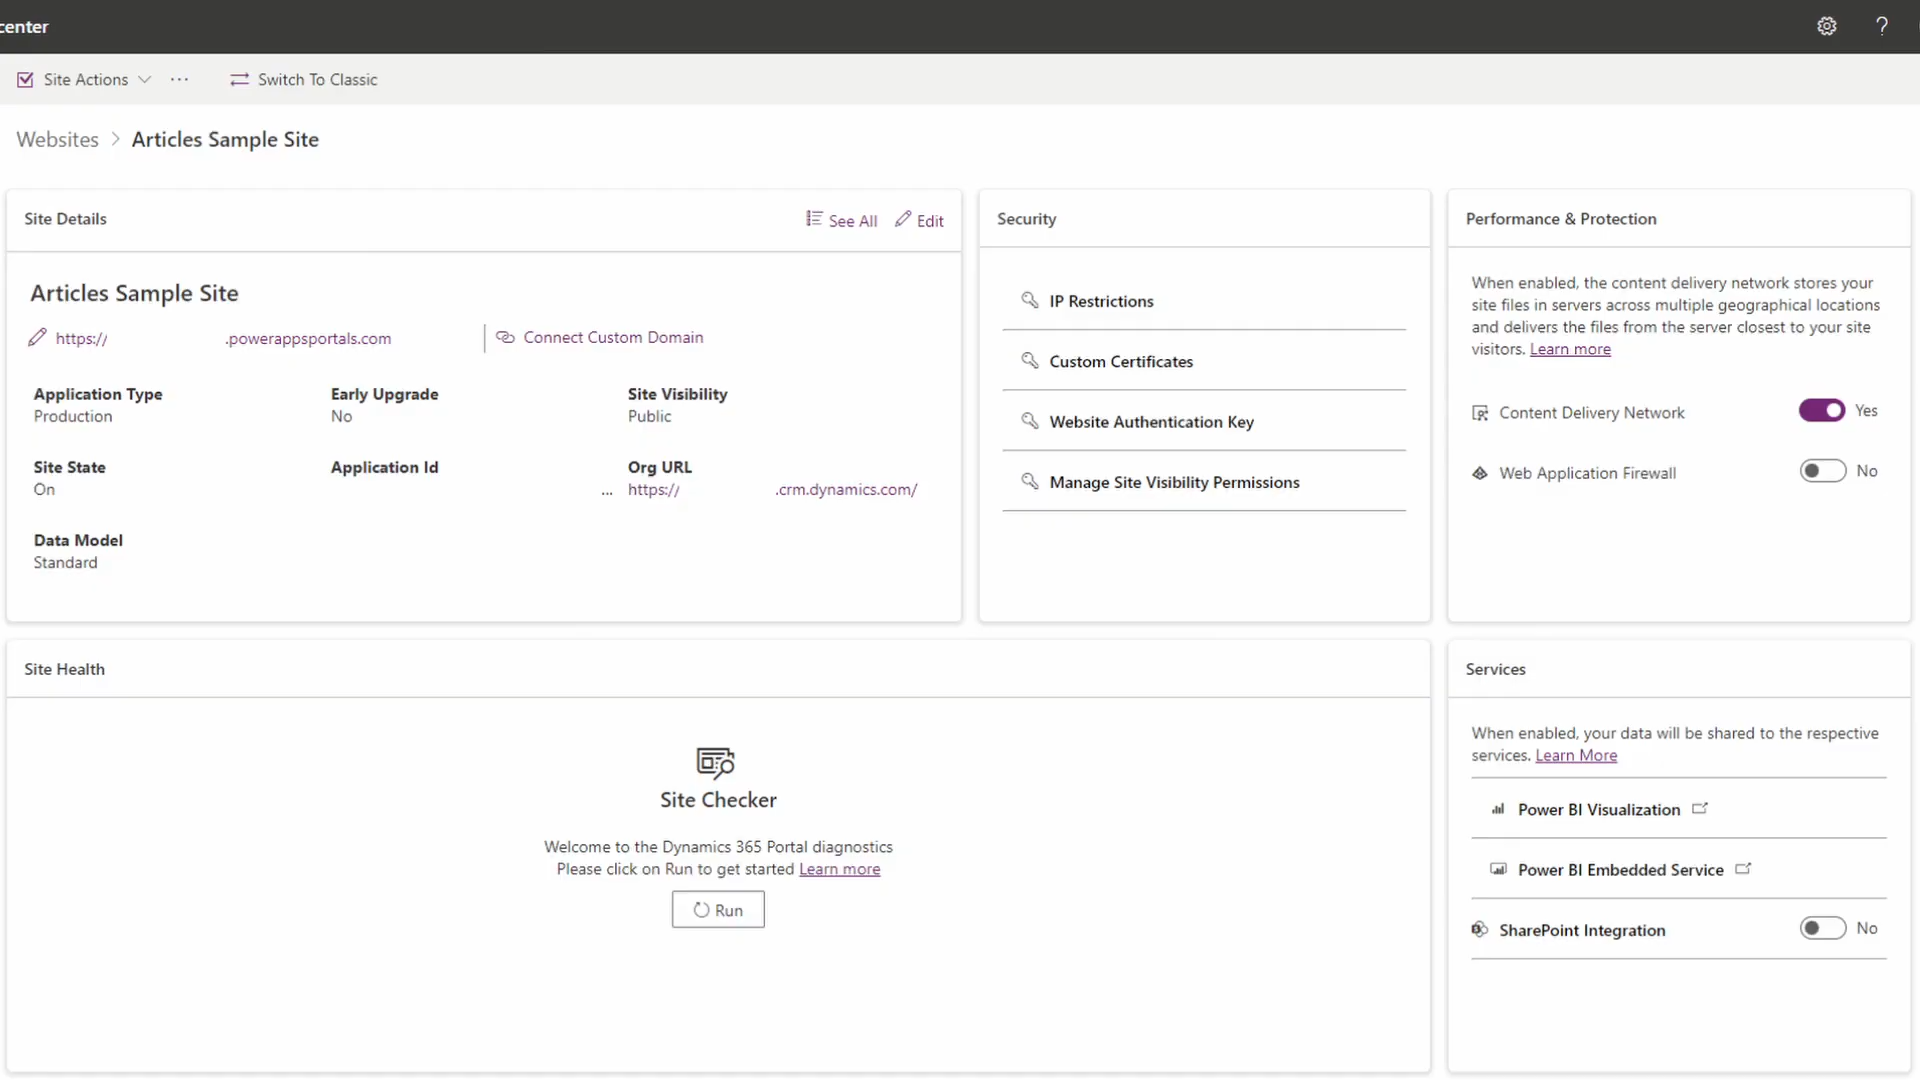 center
?
Site Actions ...
Switch To Classic
Websites > Articles Sample Site
Site Details
See All
Edit
Articles Sample Site
https:// .powerappsportals.com
Connect Custom Domain
Application Type
Production
Early Upgrade
No
Site Visibility
Public
Site State
On
Application Id
...
Org URL
https:// .crm.dynamics.com/
Data Model
Standard
Security
IP Restrictions
Custom Certificates
Website Authentication Key
Manage Site Visibility Permissions
Performance & Protection
When enabled, the content delivery network stores your
site files in servers across multiple geographical locations
and delivers the files from the server closest to your site
visitors. Learn more
Content Delivery Network Yes
Web Application Firewall No
Site Health
Site Checker
Welcome to the Dynamics 365 Portal diagnostics
Please click on Run to get started Learn more
Run
Services
When enabled, your data will be shared to the respective
services. Learn More
Power BI Visualization
Power BI Embedded Service
SharePoint Integration No